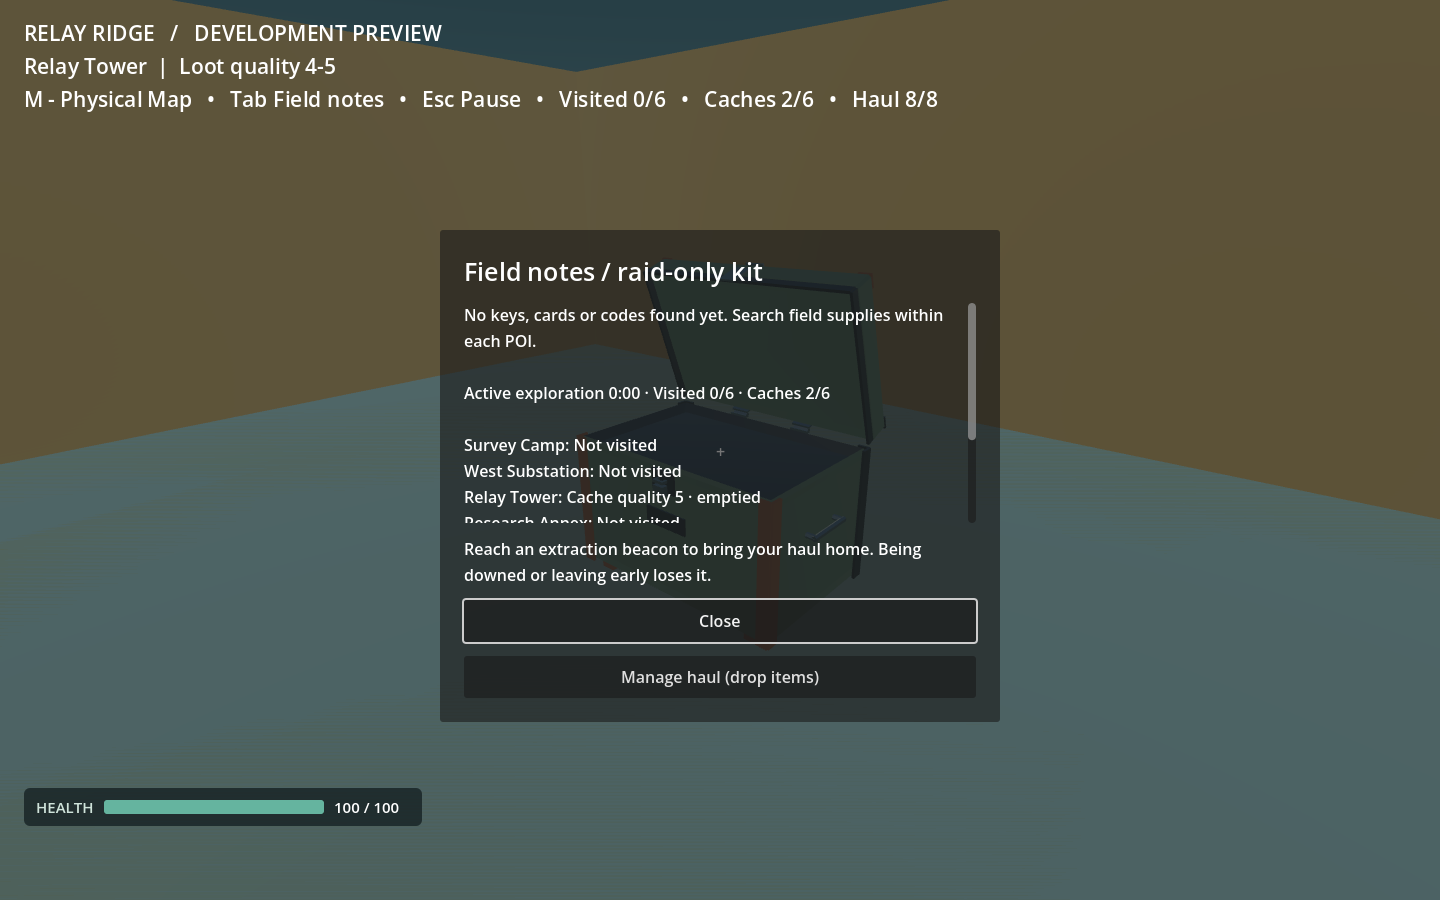 RELAY RIDGE / DEVELOPMENT PREVIEW
Relay Tower | Loot quality 4-5
M - Physical Map • Tab Field notes • Esc Pause • Visited 0/6 • Caches 2/6 • Haul 8/8
Field notes / raid-only kit
No keys, cards or codes found yet. Search field supplies within
each POI.
Active exploration 0:00 · Visited 0/6 · Caches 2/6
Survey Camp: Not visited
West Substation: Not visited
Relay Tower: Cache quality 5 · emptied
Research Annex: Not visited
Reach an extraction beacon to bring your haul home. Being
downed or leaving early loses it.
Close
Manage haul (drop items)
HEALTH 100 / 100